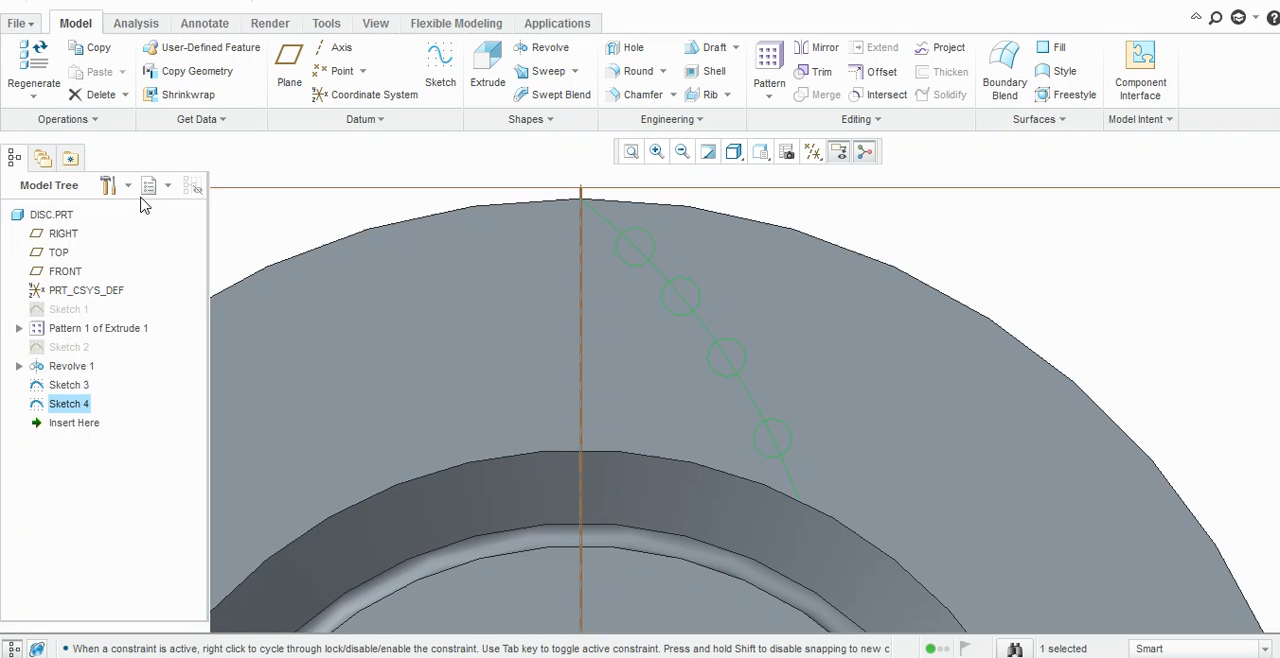 File
Model
Analysis
Annotate
Render
Tools
View
Flexible Modeling
Applications
Regenerate
Copy
Paste
Delete
Operations
User-Defined Feature
Copy Geometry
Shrinkwrap
Get Data
Plane
Axis
Point
Coordinate System
Sketch
Datum
Extrude
Revolve
Sweep
Swept Blend
Shapes
Hole
Round
Chamfer
Draft
Shell
Rib
Engineering
Pattern
Mirror
Trim
Merge
Extend
Offset
Intersect
Project
Thicken
Solidify
Editing
Boundary
Blend
Fill
Style
Freestyle
Surfaces
Component
Interface
Model Intent
Model Tree
DISC.PRT
RIGHT
TOP
FRONT
PRT_CSYS_DEF
Sketch 1
Pattern 1 of Extrude 1
Sketch 2
Revolve 1
Sketch 3
Sketch 4
Insert Here
• When a constraint is active, right click to cycle through lock/disable/enable the constraint. Use Tab key to toggle active constraint. Press and hold Shift to disable snapping to new c
1 selected
Smart